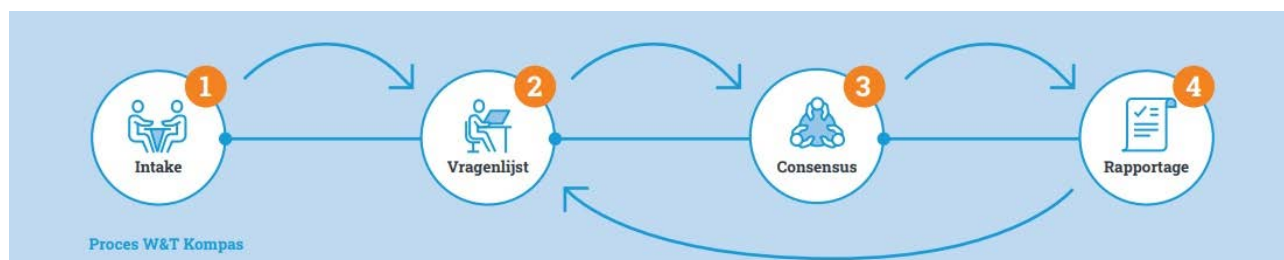 1
Intake
2
Vragenlijst
3
Consensus
4
Rapportage
Proces W&T Kompas